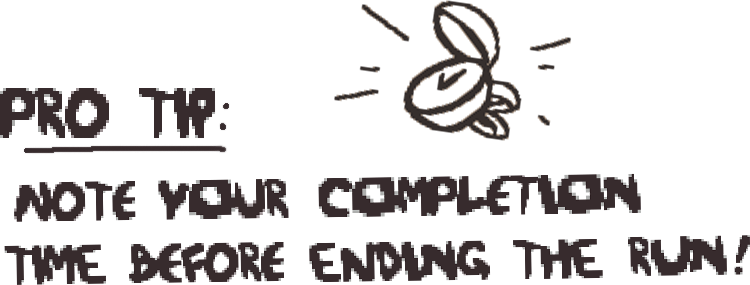 PRO TIP:
NOTE YOUR COMPLETION
TIME BEFORE ENDING THE RUN!